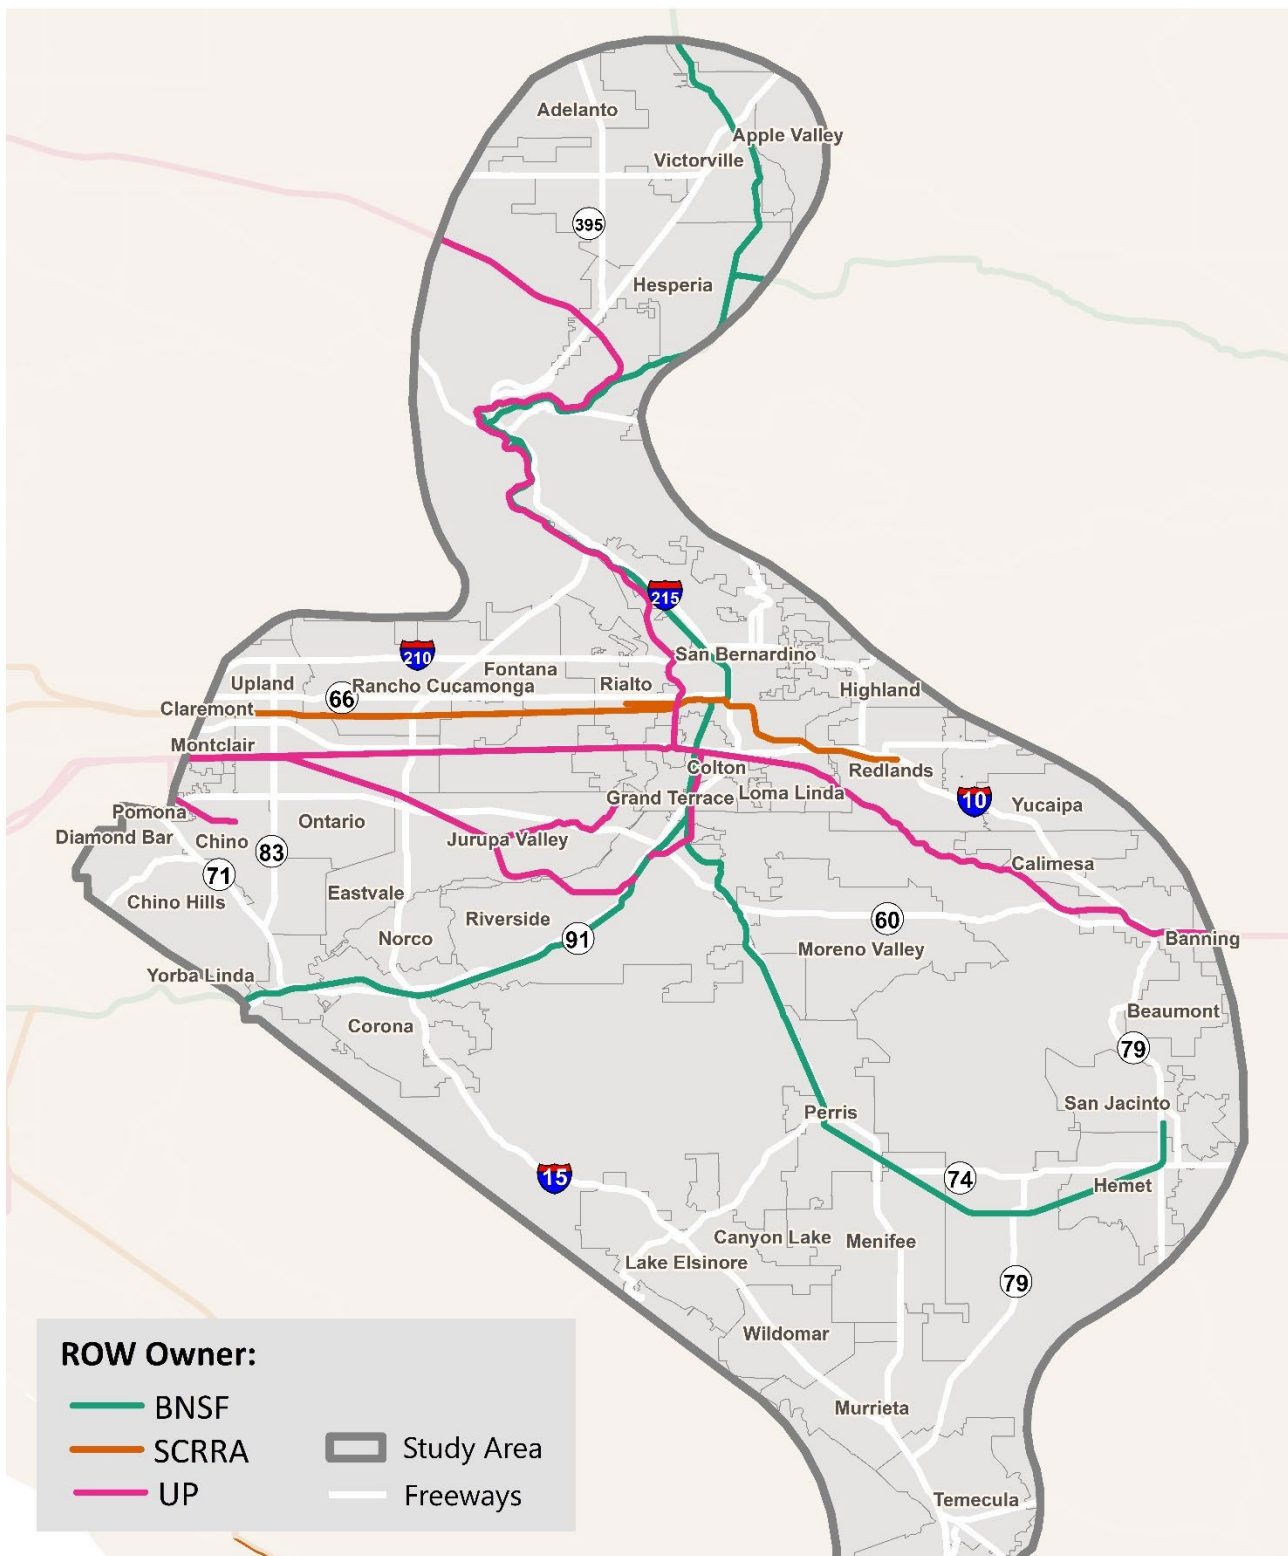 Adelanto
Apple Valley
Victorville
395
Hesperia
215
210
San Bernardino
Fontana
Upland
66
Rancho Cucamonga
Rialto
Highland
Claremont
Montclair
Colton
Redlands
Grand Terrace
Loma Linda
10
Yucaipa
Pomona
Ontario
Diamond Bar
Chino
83
Jurupa Valley
Calimesa
71
Chino Hills
Eastvale
Riverside
60
91
Norco
Moreno Valley
Banning
Yorba Linda
Corona
Beaumont
79
Perris
San Jacinto
15
74
Hemet
Canyon Lake
Menifee
Lake Elsinore
79
Wildomar
Murrieta
Temecula
ROW Owner:
BNSF
SCRRA
UP
Study Area
Freeways